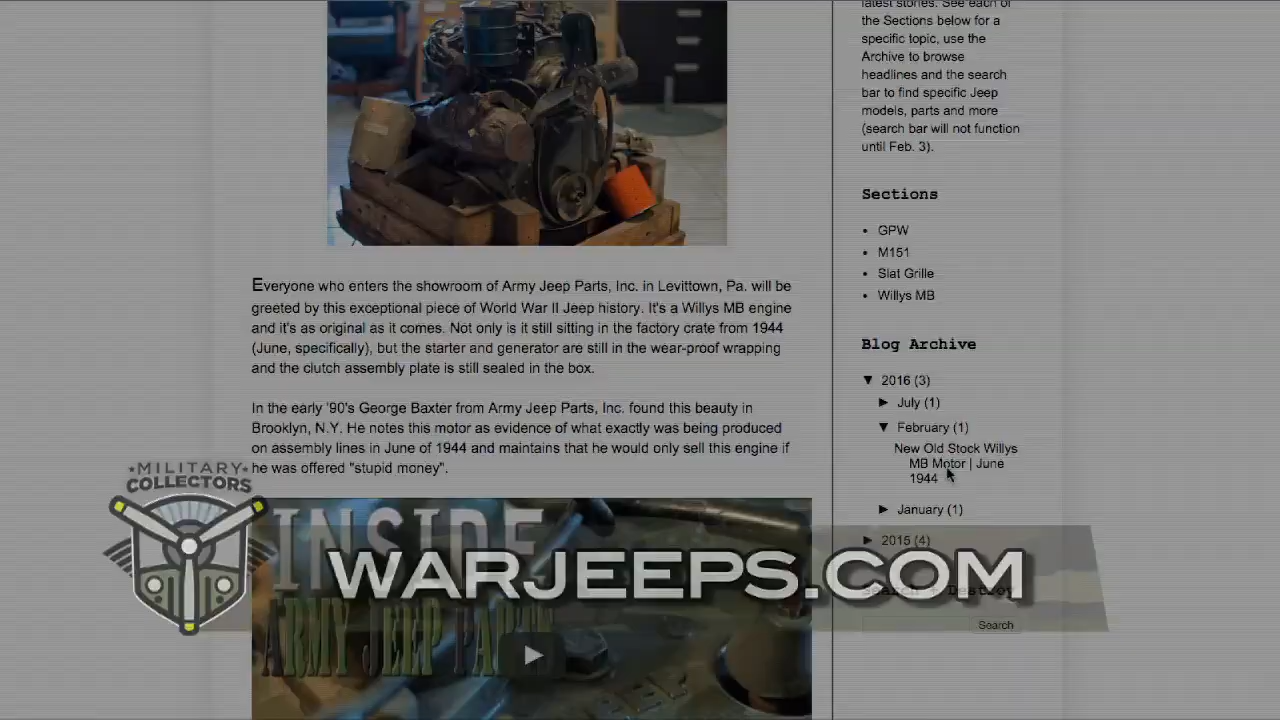 latest stories. See each of
the Sections below for a
specific topic, use the
Archive to browse
headlines and the search
bar to find specific Jeep
models, parts and more
(search bar will not function
until Feb. 3).
Sections
GPW
M151
Slat Grille
Willys MB
Blog Archive
▼ 2016 (3)
► July (1)
▼ February (1)
New Old Stock Willys
MB Motor | June
1944
► January (1)
► 2015 (4)
Search
Everyone who enters the showroom of Army Jeep Parts, Inc. in Levittown, Pa. will be
greeted by this exceptional piece of World War II Jeep history. It's a Willys MB engine
and it's as original as it comes. Not only is it still sitting in the factory crate from 1944
(June, specifically), but the starter and generator are still in the wear-proof wrapping
and the clutch assembly plate is still sealed in the box.
In the early '90's George Baxter from Army Jeep Parts, Inc. found this beauty in
Brooklyn, N.Y. He notes this motor as evidence of what exactly was being produced
on assembly lines in June of 1944 and maintains that he would only sell this engine if
he was offered "stupid money".
INSIDE
ARMY JEEP PARTS
MILITARY
COLLECTORS
WARJEEPS.COM